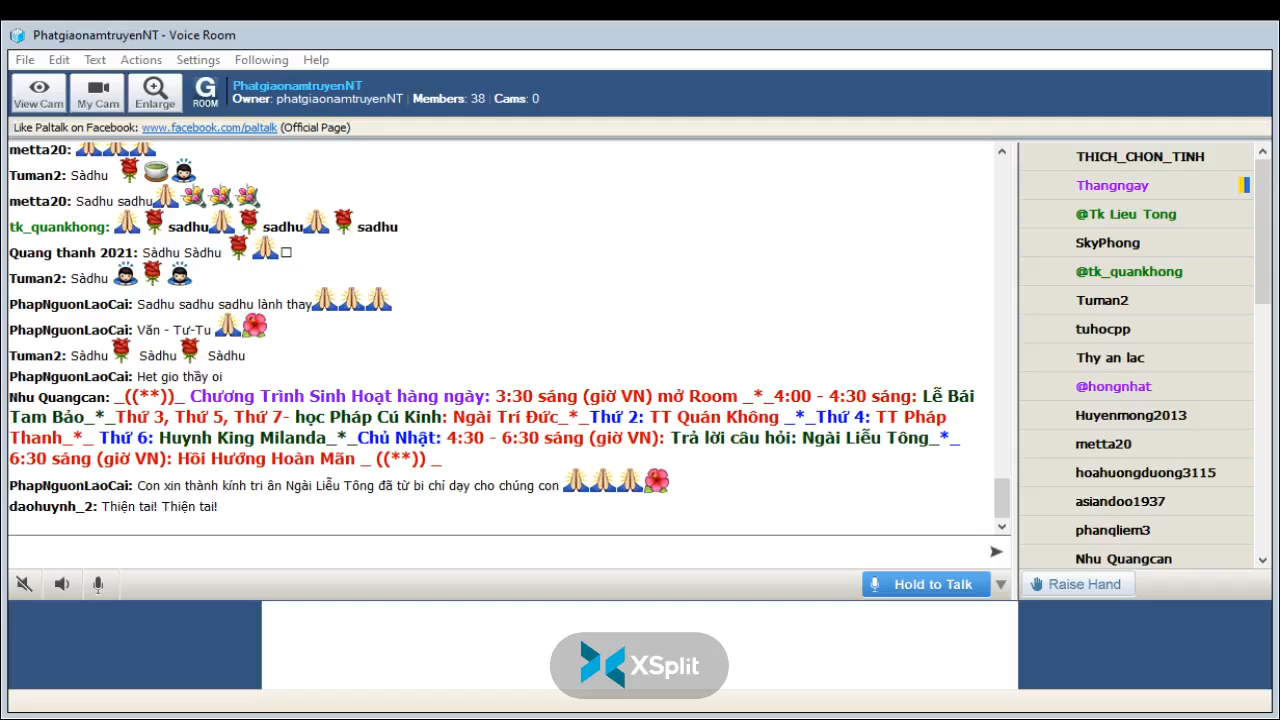 PhatgiaonamtruyenNT - Voice Room
File Edit Text Actions Settings Following Help
View Cam My Cam Enlarge G ROOM
PhatgiaonamtruyenNT
Owner: phatgiaonamtruyenNT | Members: 38 | Cams: 0
Like Paltalk on Facebook: www.facebook.com/paltalk (Official Page)
metta20:
Tuman2: Sàdhu
metta20: Sadhu sadhu
tk_quankhong: sadhu sadhu sadhu
Quang thanh 2021: Sàdhu Sàdhu
Tuman2: Sàdhu
PhapNguonLaoCai: Sadhu sadhu sadhu lành thay
PhapNguonLaoCai: Văn - Tư-Tu
Tuman2: Sàdhu Sàdhu Sàdhu
PhapNguonLaoCai: Het gio thầy oi
Nhu Quangcan: _((**))_ Chương Trình Sinh Hoạt hàng ngày: 3:30 sáng (giờ VN) mở Room _*_4:00 - 4:30 sáng: Lễ Bái
Tam Bảo_*_Thứ 3, Thứ 5, Thứ 7- học Pháp Cú Kinh: Ngài Trí Đức_*_Thứ 2: TT Quán Không _*_Thứ 4: TT Pháp
Thanh_*_ Thứ 6: Huynh King Milanda_*_Chủ Nhật: 4:30 - 6:30 sáng (giờ VN): Trả lời câu hỏi: Ngài Liễu Tông_*_
6:30 sáng (giờ VN): Hồi Hướng Hoàn Mãn _ ((**)) _
PhapNguonLaoCai: Con xin thành kính tri ân Ngài Liễu Tông đã từ bi chỉ dạy cho chúng con
daohuynh_2: Thiện tai! Thiện tai!
THICH_CHON_TINH
Thangngay
@Tk Lieu Tong
SkyPhong
@tk_quankhong
Tuman2
tuhocpp
Thy an lac
@hongnhat
Huyenmong2013
metta20
hoahuongduong3115
asiandoo1937
phanqliem3
Nhu Quangcan
Hold to Talk
Raise Hand
XSplit